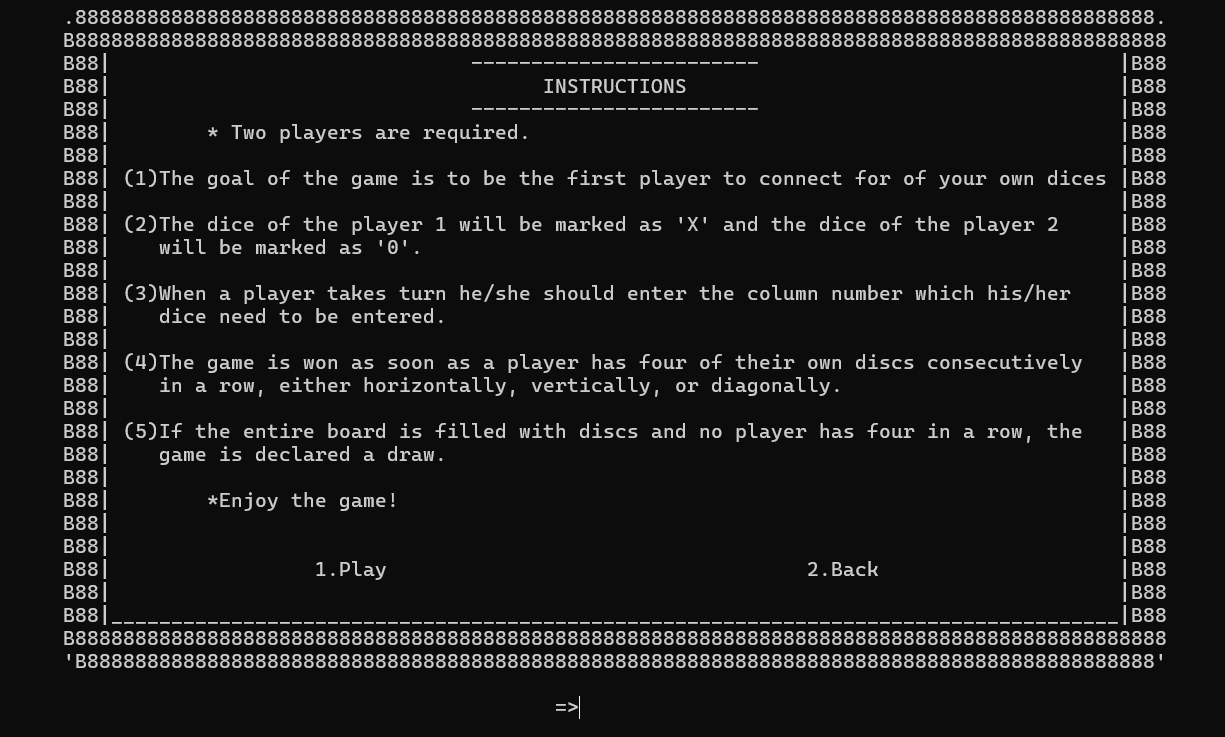 .888888888888888888888888888888888888888888888888888888888888888888888888888888888888888888.
B8888888888888888888888888888888888888888888888888888888888888888888888888888888888888888888
B88| ------------------------ |B88
B88| INSTRUCTIONS |B88
B88| ------------------------ |B88
B88| * Two players are required. |B88
B88| |B88
B88| (1)The goal of the game is to be the first player to connect for of your own dices |B88
B88| |B88
B88| (2)The dice of the player 1 will be marked as 'X' and the dice of the player 2 |B88
B88| will be marked as '0'. |B88
B88| |B88
B88| (3)When a player takes turn he/she should enter the column number which his/her |B88
B88| dice need to be entered. |B88
B88| |B88
B88| (4)The game is won as soon as a player has four of their own discs consecutively |B88
B88| in a row, either horizontally, vertically, or diagonally. |B88
B88| |B88
B88| (5)If the entire board is filled with discs and no player has four in a row, the |B88
B88| game is declared a draw. |B88
B88| |B88
B88| *Enjoy the game! |B88
B88| |B88
B88| |B88
B88| 1.Play 2.Back |B88
B88| |B88
B88|____________________________________________________________________________________|B88
B8888888888888888888888888888888888888888888888888888888888888888888888888888888888888888888
'B88888888888888888888888888888888888888888888888888888888888888888888888888888888888888888'
=>